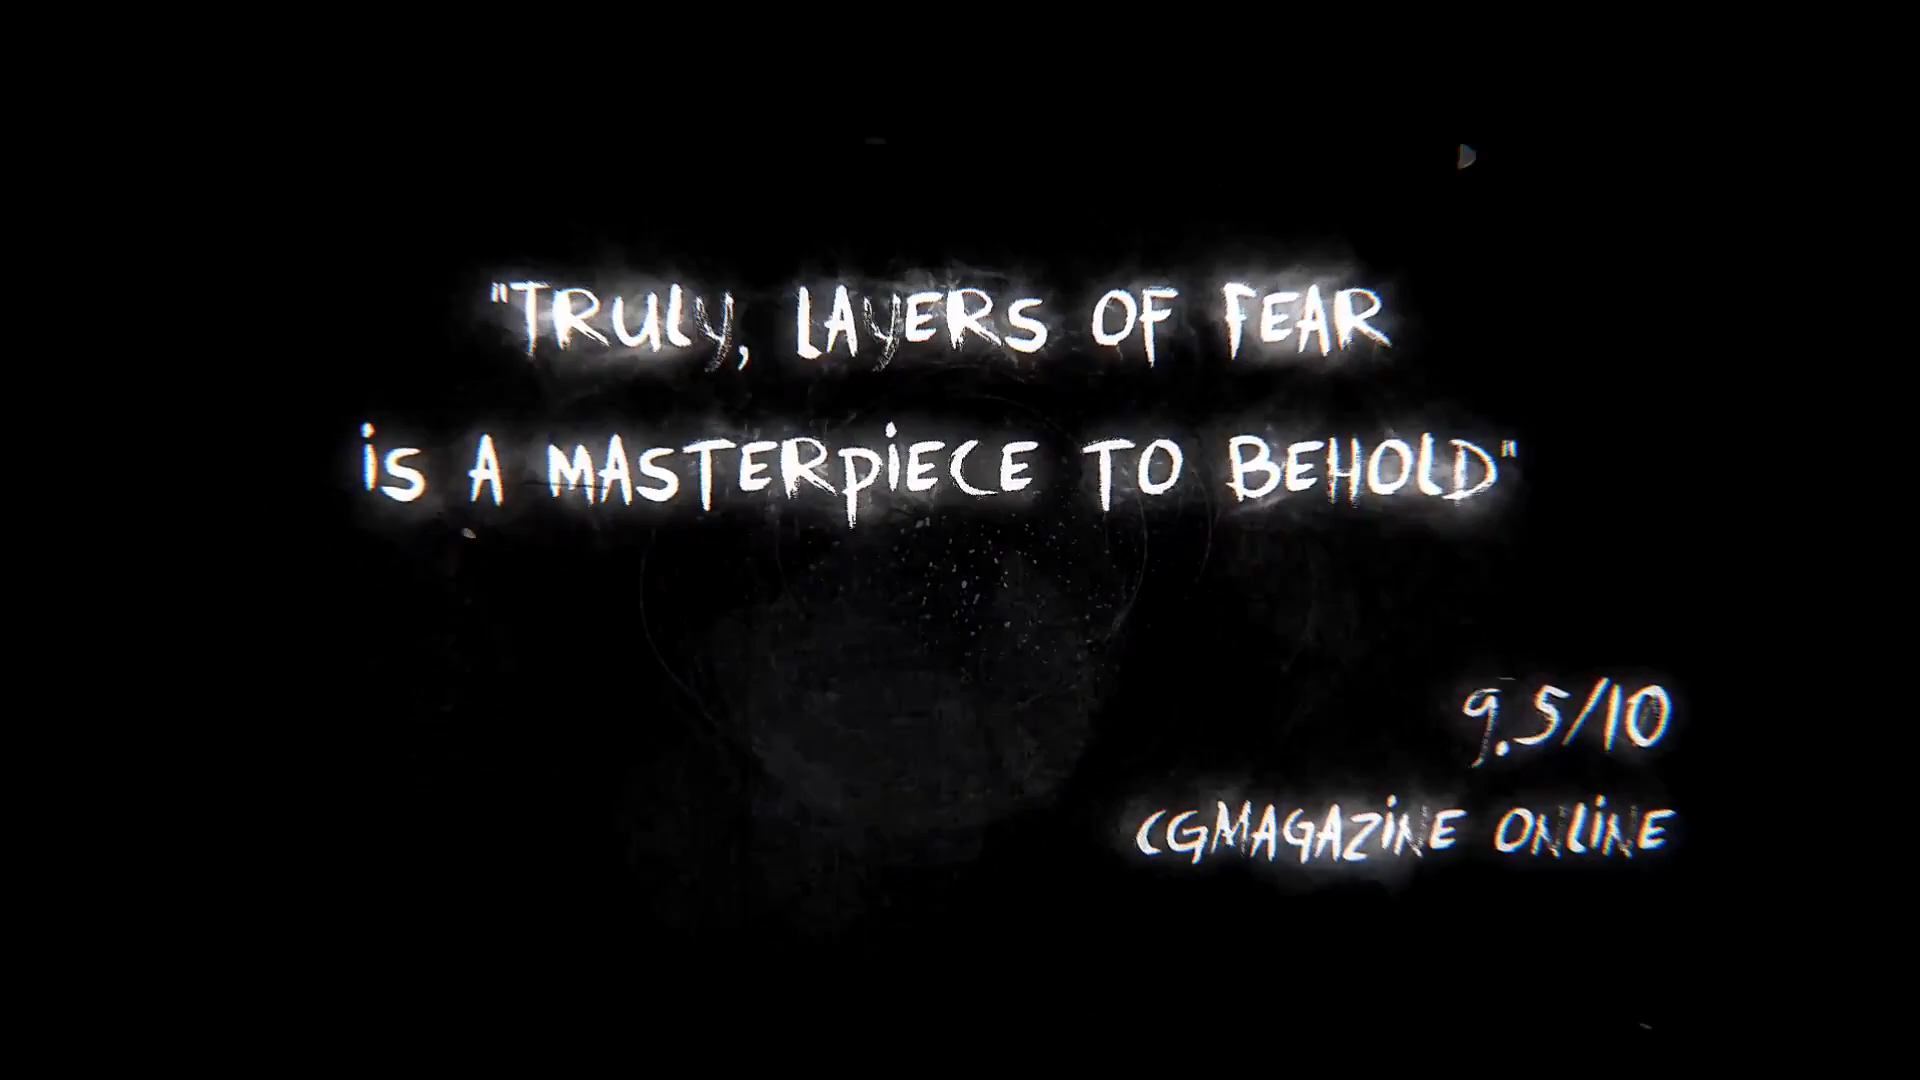 "TRULY, LAYERS OF FEAR
iS A MASTERPiECE TO BEHOLD"
9.5/10
CGMAGAZiNE ONLiNE